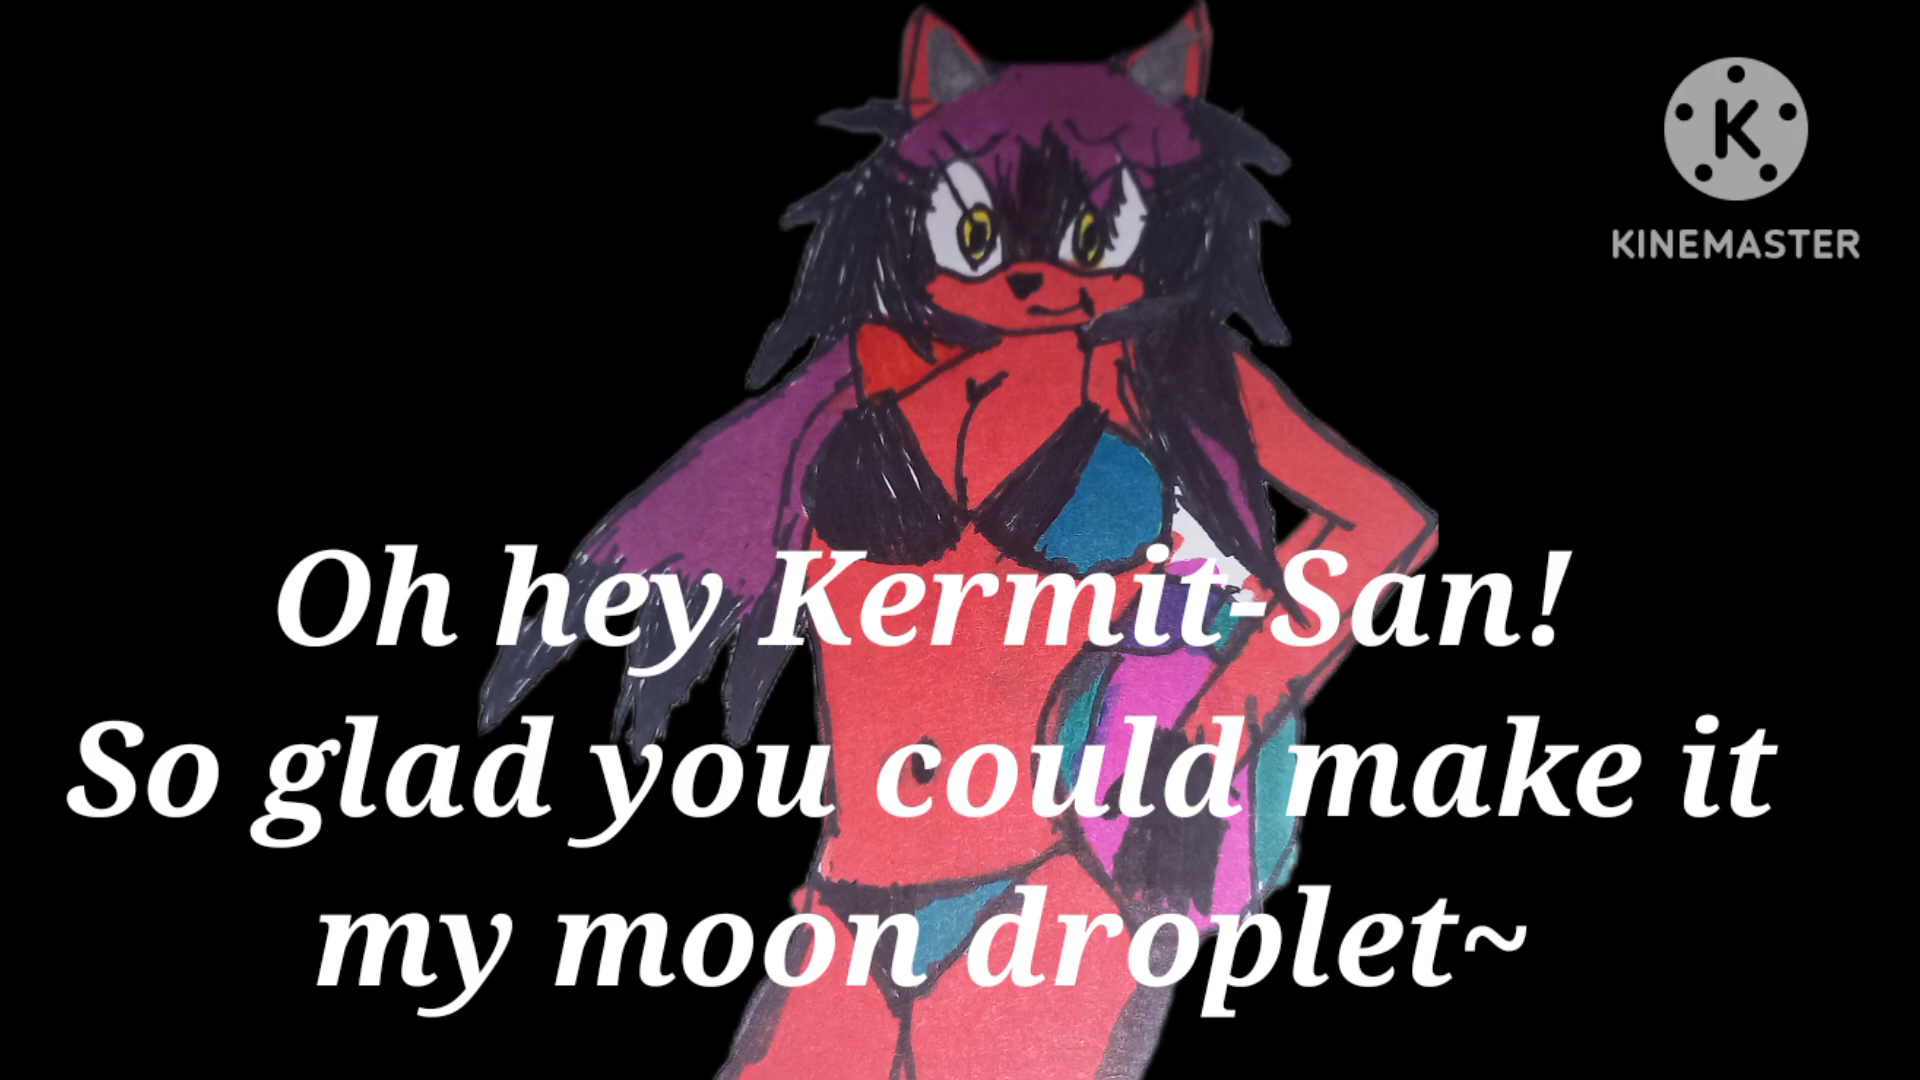 K
KINEMASTER
Oh hey Kermit-San!
So glad you could make it
my moon droplet~